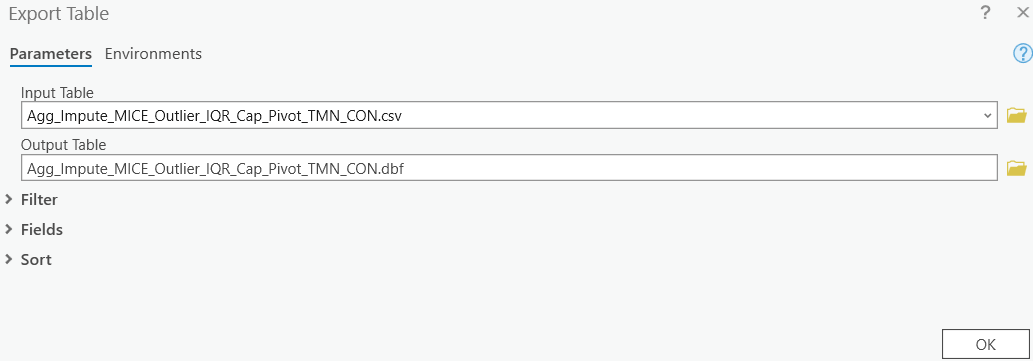 Export Table ? ×
Parameters Environments ?
Input Table
Agg_Impute_MICE_Outlier_IQR_Cap_Pivot_TMN_CON.csv
Output Table
Agg_Impute_MICE_Outlier_IQR_Cap_Pivot_TMN_CON.dbf
Filter
Fields
Sort
OK